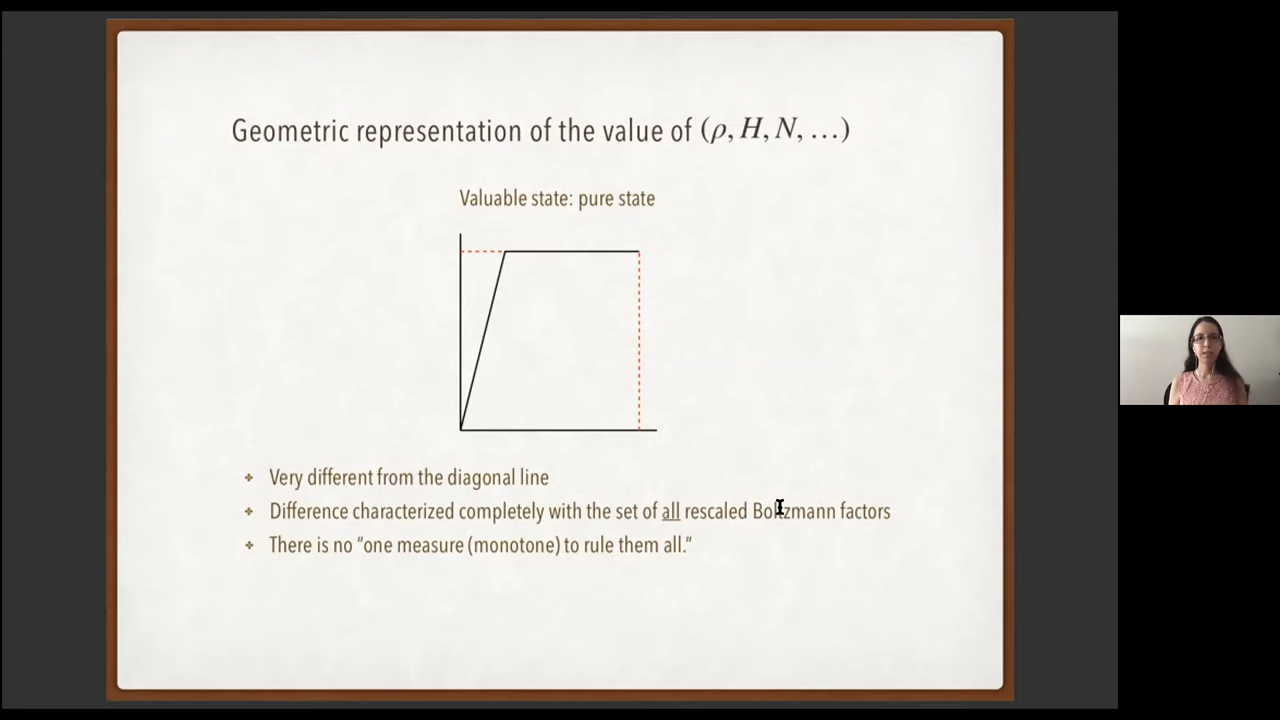 Geometric representation of the value of (ρ, H, N, …)
Valuable state: pure state
Very different from the diagonal line
Difference characterized completely with the set of all rescaled Boltzmann factors
There is no “one measure (monotone) to rule them all.”